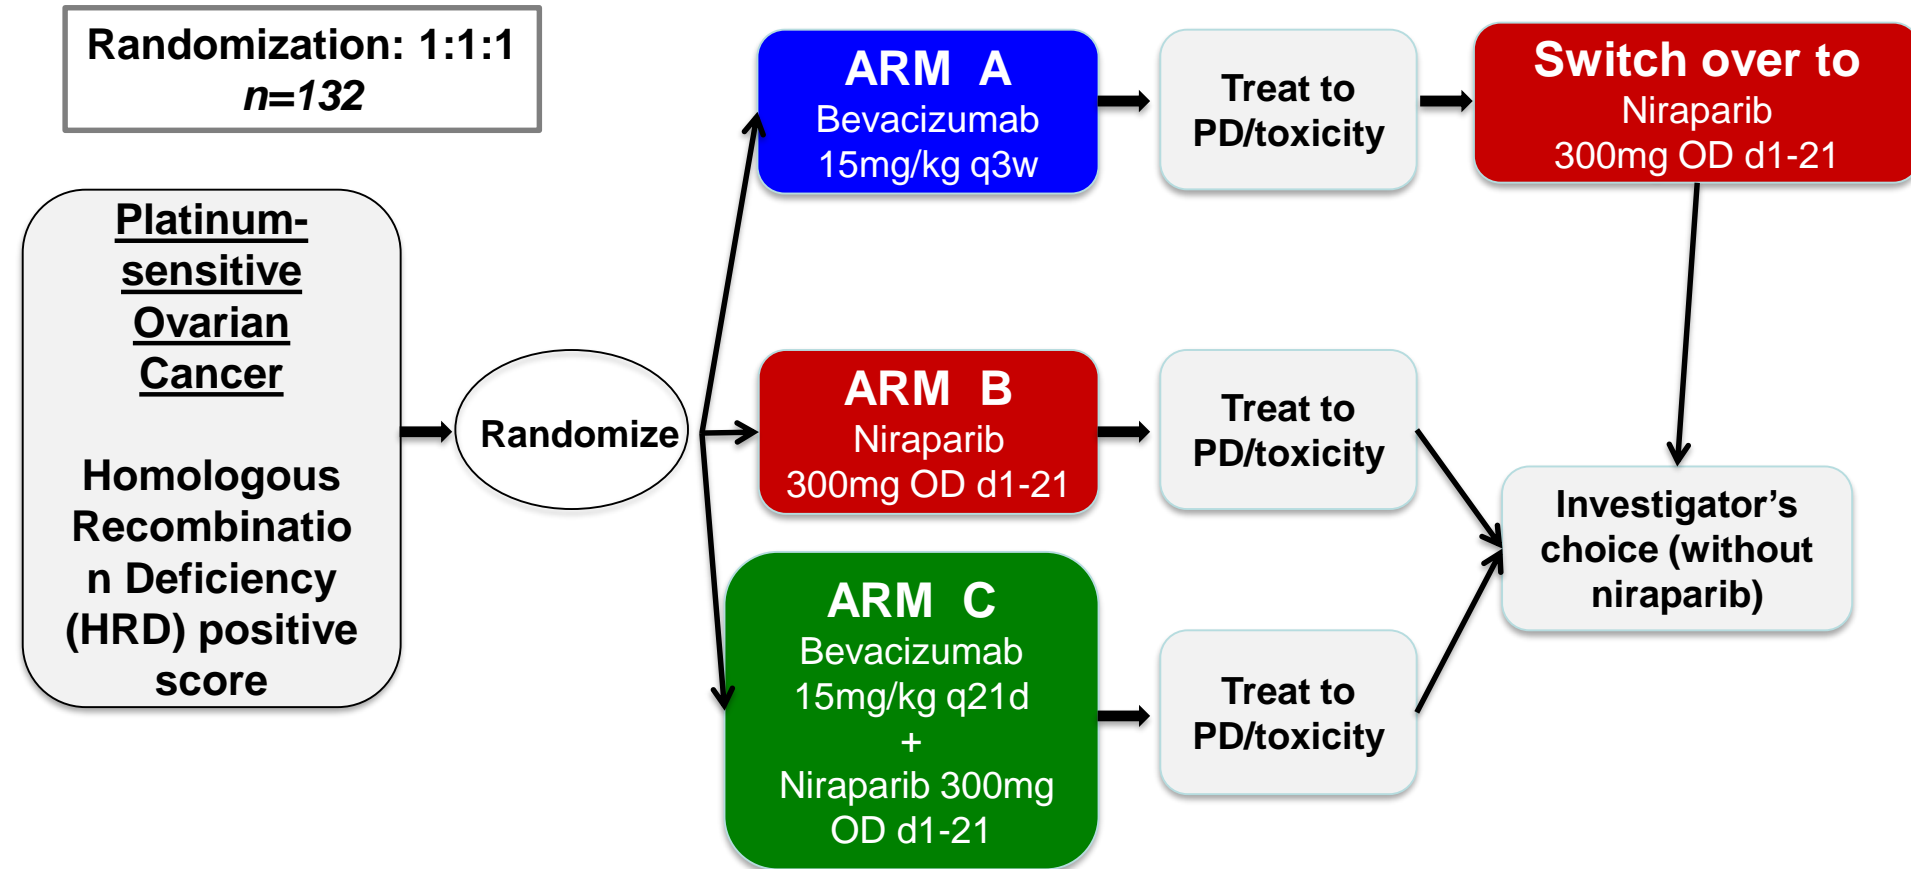 Randomization: 1:1:1
n=132
Platinum-
sensitive
Ovarian
Cancer
Homologous
Recombinatio
n Deficiency
(HRD) positive
score
Randomize
ARM A
Bevacizumab
15mg/kg q3w
Treat to
PD/toxicity
Switch over to
Niraparib
300mg OD d1-21
ARM B
Niraparib
300mg OD d1-21
Treat to
PD/toxicity
ARM C
Bevacizumab
15mg/kg q21d
+
Niraparib 300mg
OD d1-21
Treat to
PD/toxicity
Investigator’s
choice (without
niraparib)